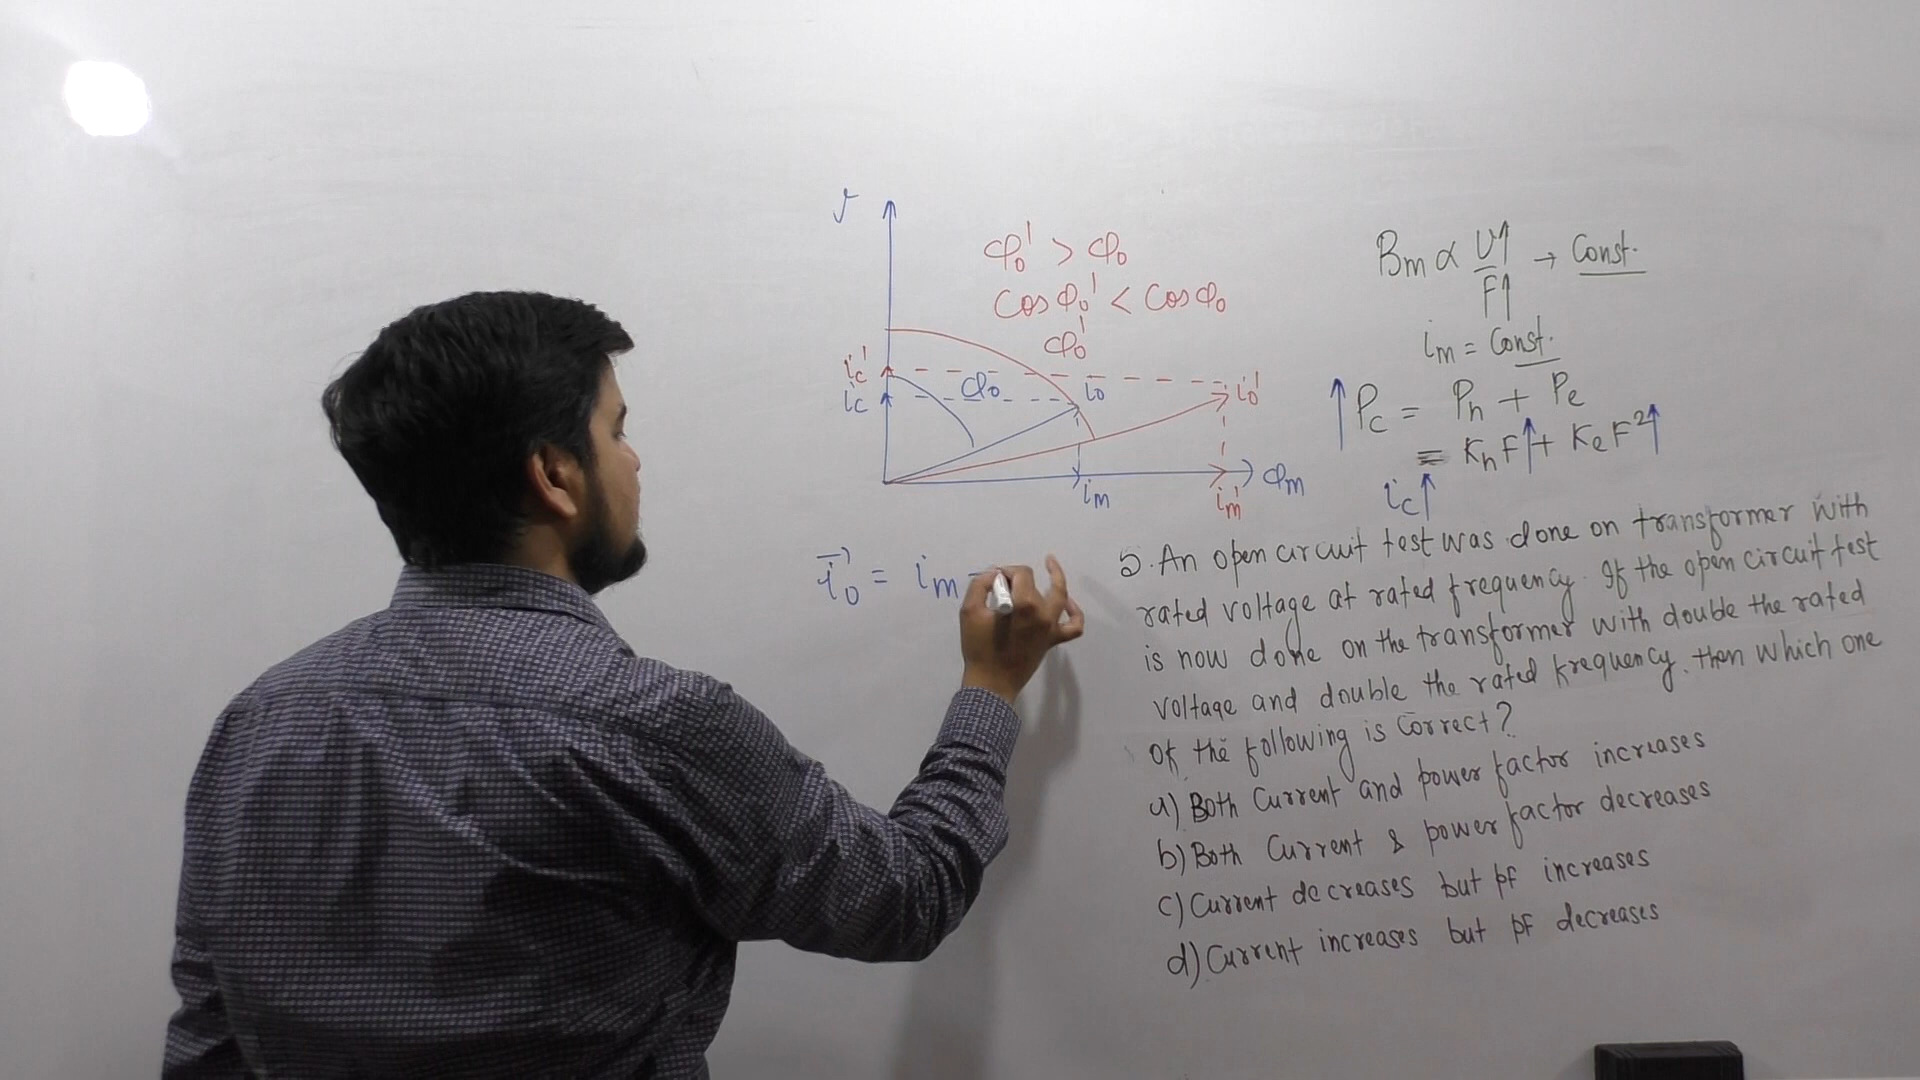 v
φ₀' > φ₀
Cos φ₀' < Cos φ₀
φ₀'
ic'
ic
φ₀
i₀
i₀'
im
im'
φm
i₀ = im
Bm ∝ V↑/F↑ → Const.
im = Const.
↑ Pc = Ph + Pe
= Kh F↑ + Ke F²↑
ic↑
5. An open circuit test was done on transformer with
rated voltage at rated frequency. If the open circuit test
is now done on the transformer with double the rated
voltage and double the rated frequency. then which one
of the following is correct?
a) Both Current and power factor increases
b) Both Current & power factor decreases
c) Current decreases but pf increases
d) Current increases but pf decreases